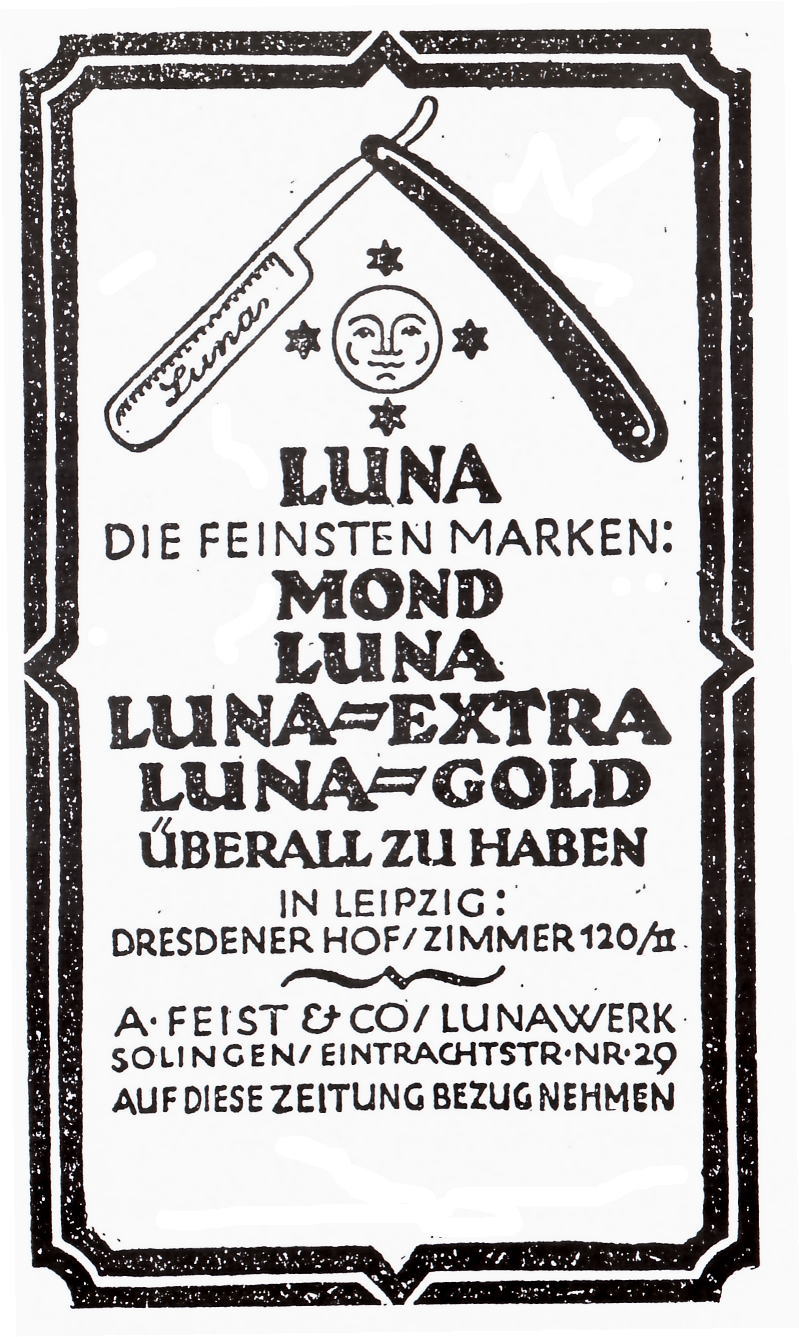 Luna
LUNA
DIE FEINSTEN MARKEN:
MOND
LUNA
LUNA=EXTRA
LUNA=GOLD
ÜBERALL ZU HABEN
IN LEIPZIG:
DRESDENER HOF/ZIMMER 120/II.
A. FEIST & CO/LUNAWERK
SOLINGEN/EINTRACHTSTR.NR.29
AUF DIESE ZEITUNG BEZUG NEHMEN